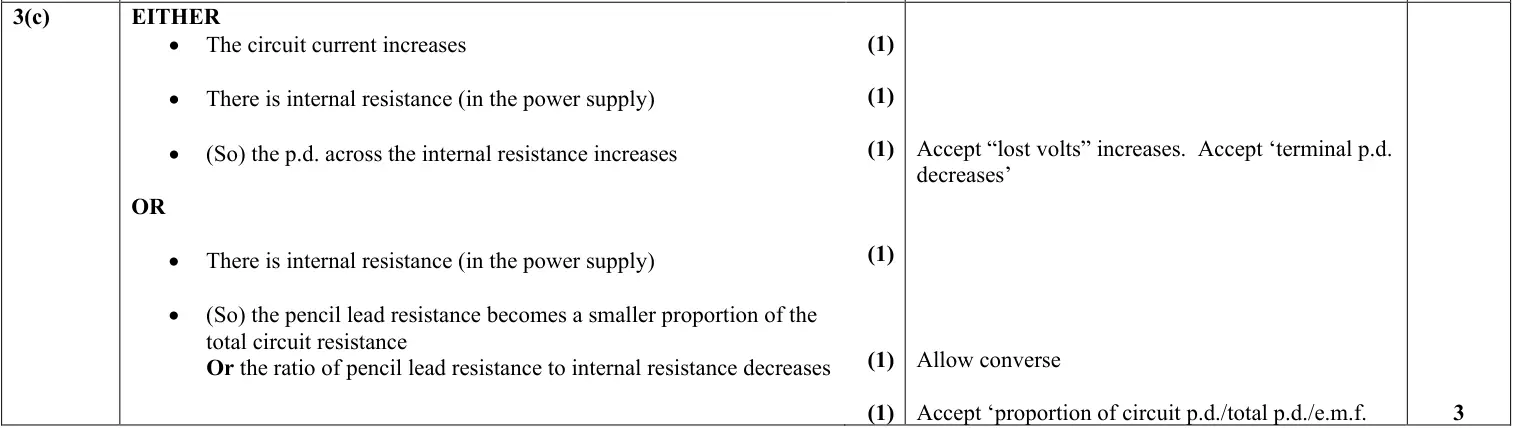 3(c) EITHER
• The circuit current increases (1)
• There is internal resistance (in the power supply) (1)
• (So) the p.d. across the internal resistance increases (1) Accept “lost volts” increases. Accept ‘terminal p.d.
decreases’
OR
• There is internal resistance (in the power supply) (1)
• (So) the pencil lead resistance becomes a smaller proportion of the
total circuit resistance
Or the ratio of pencil lead resistance to internal resistance decreases (1) Allow converse
(1) Accept ‘proportion of circuit p.d./total p.d./e.m.f. 3